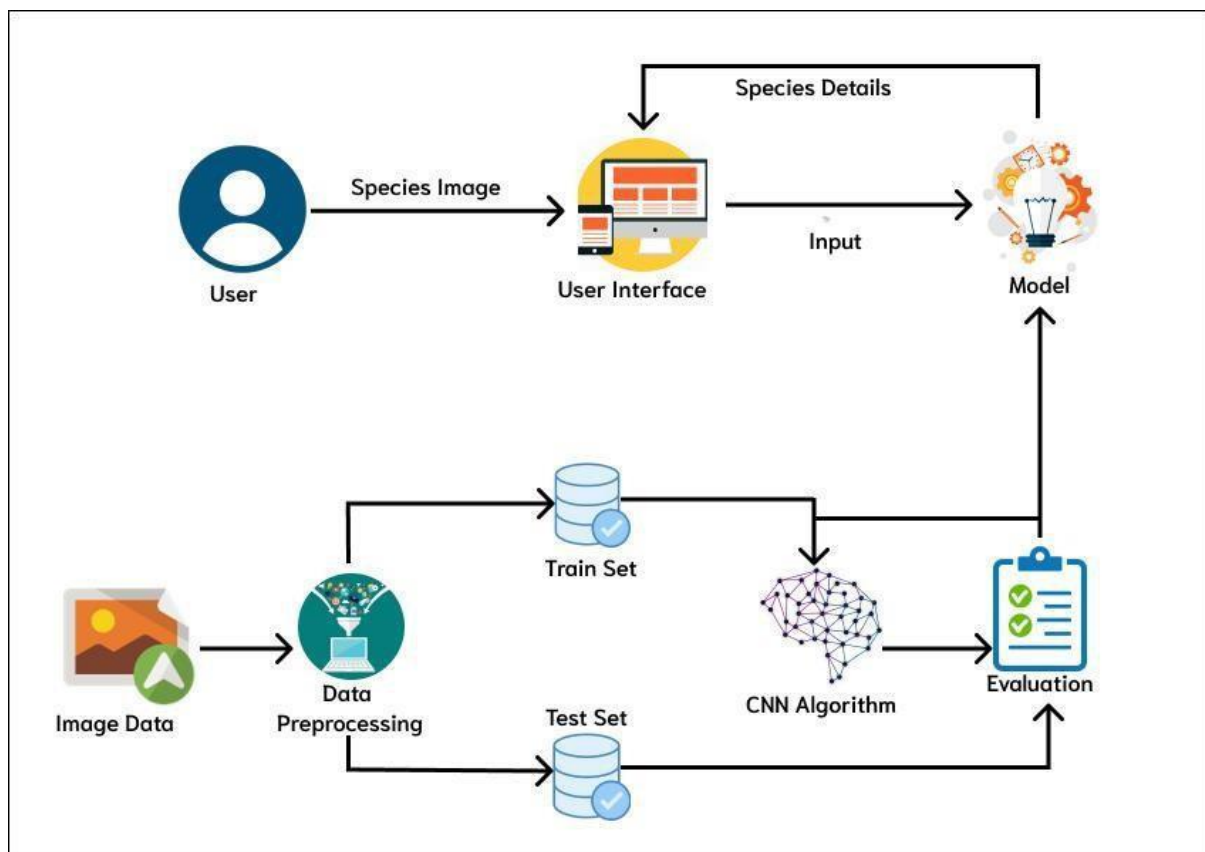 Species Details
Species Image
Input
User
User Interface
Model
Train Set
Image Data
Data
Preprocessing
Test Set
CNN Algorithm
Evaluation